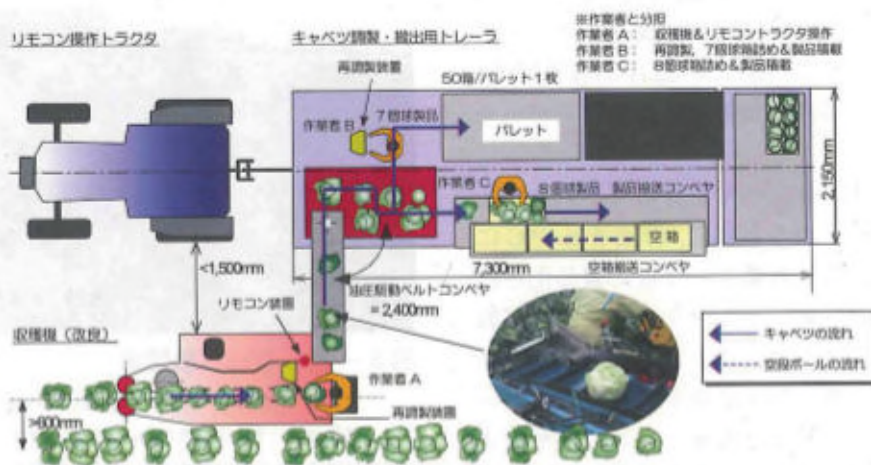 リモコン操作トラクタ
キャベツ調製・搬出用トレーラ
※作業者と分担
作業者A: 収穫機&リモコントラクタ操作
作業者B: 再調製,7個球箱詰め&製品積載
作業者C: 8個球箱詰め&製品積載
再調製装置
50箱/パレット1枚
作業者B
7個球製品
パレット
作業者C
8個球製品
製品搬送コンベヤ
2,150mm
空箱
7,300mm
空箱搬送コンベヤ
<1,500mm
油圧駆動ベルトコンベヤ
=2,400mm
リモコン装置
収穫機(改良)
作業者A
再調製装置
>600mm
キャベツの流れ
空段ボールの流れ